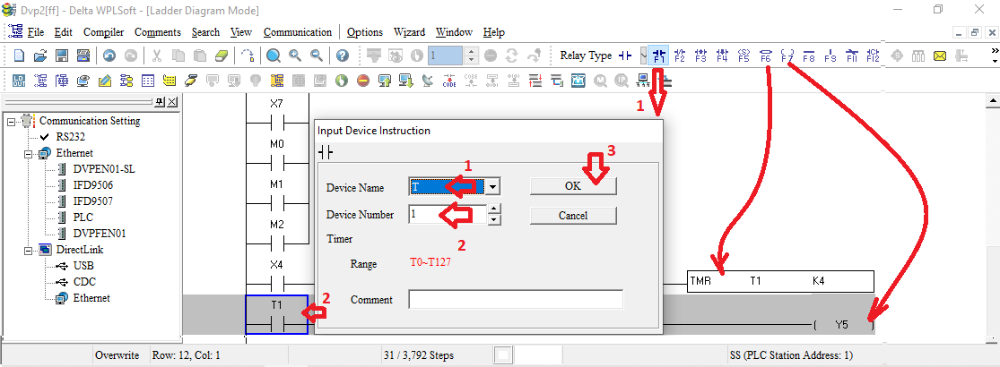 Dvp2[ff] - Delta WPLSoft - [Ladder Diagram Mode]
File Edit Compiler Comments Search View Communication Options Wizard Window Help
1 Relay Type F1 F2 F3 F4 F5 F6 F7 F8 F9 F11 F12
LAD CODE CODE
1
Communication Setting
RS232
Ethernet
DVPEN01-SL
IFD9506
IFD9507
PLC
DVPFEN01
DirectLink
USB
CDC
Ethernet
X7
M0
M1
M2
X4
T1
2
Input Device Instruction
1
3
Device Name T OK
Device Number 1 Cancel
2
Timer
Range T0~T127
Comment
TMR T1 K4
Y5
Overwrite Row: 12, Col: 1 31 / 3,792 Steps SS (PLC Station Address: 1)